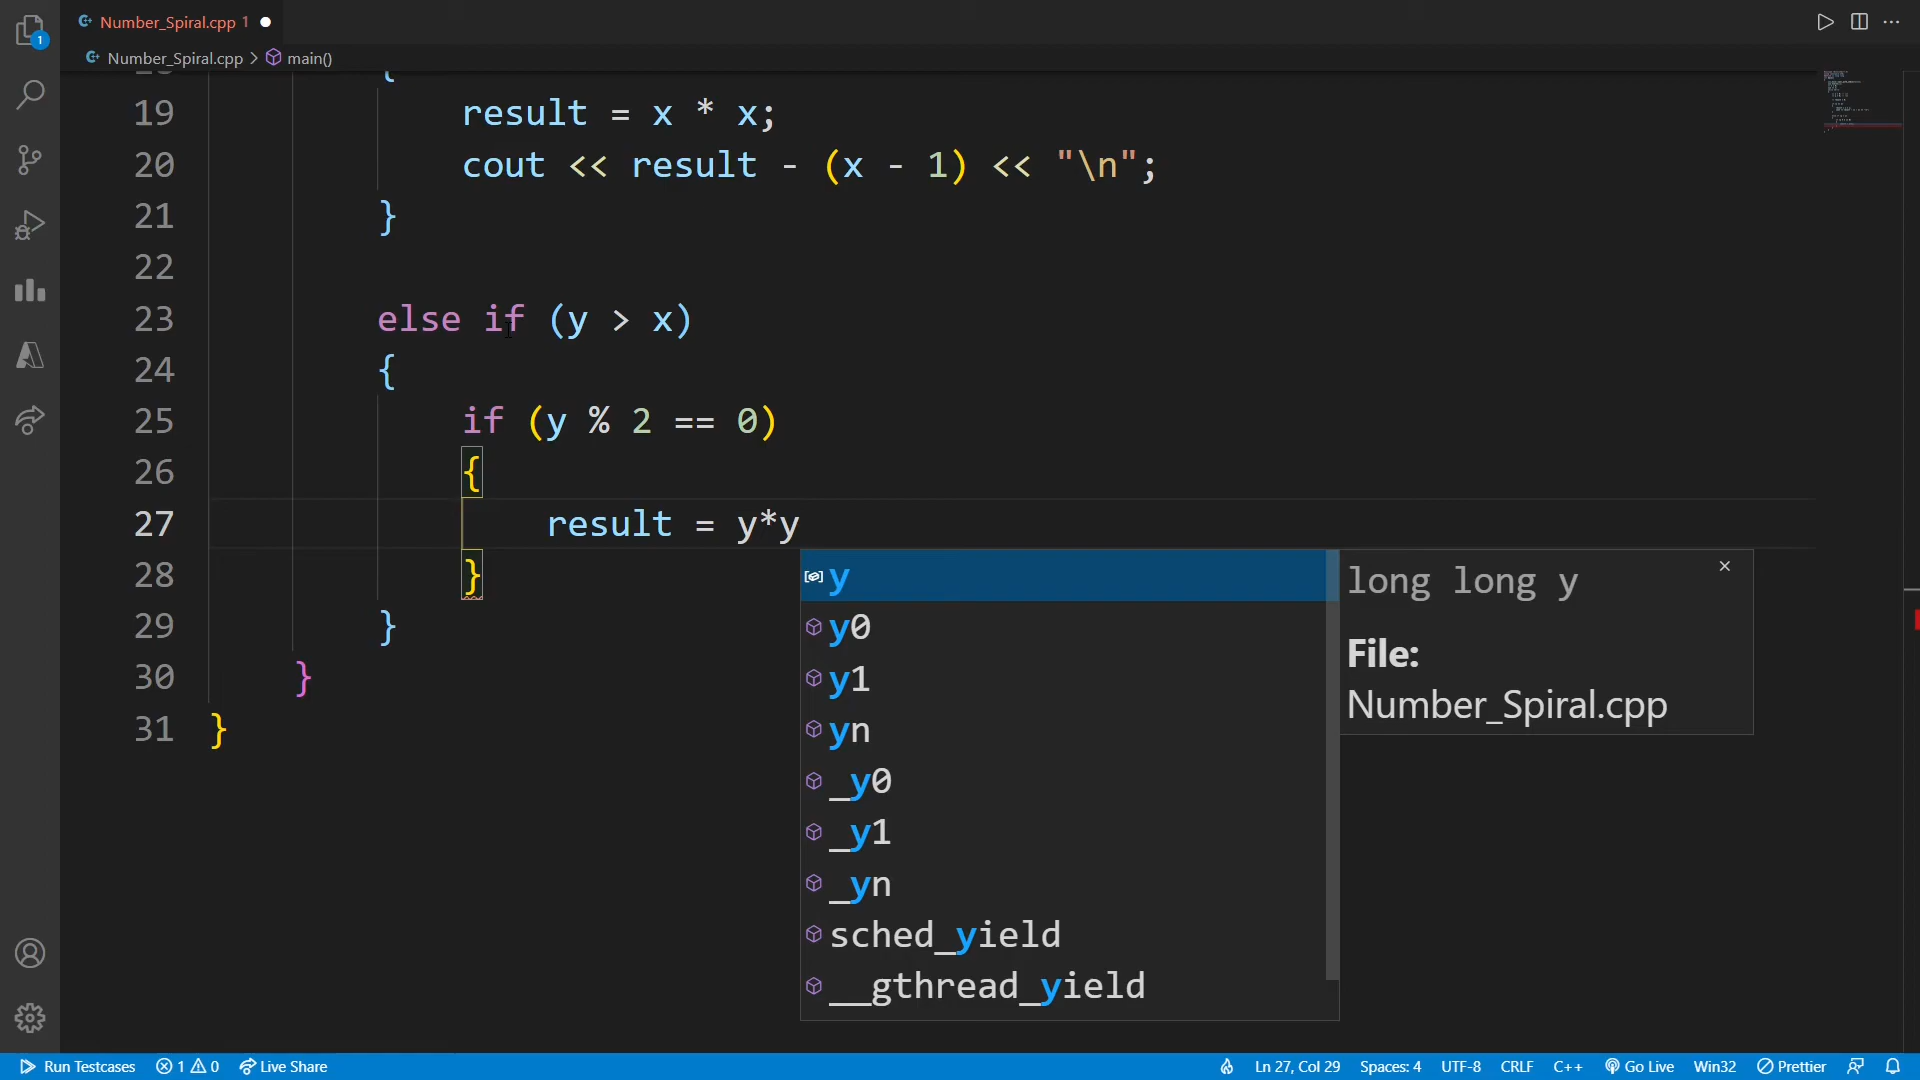 Number_Spiral.cpp 1
Number_Spiral.cpp > main()
1
{
19 result = x * x;
20 cout << result - (x - 1) << "\n";
21 }
22
23 else if (y > x)
24 {
25 if (y % 2 == 0)
26 {
27 result = y*y
28 }
29 }
30 }
31 }
y
y0
y1
yn
_y0
_y1
_yn
sched_yield
__gthread_yield
long long y
File:
Number_Spiral.cpp
Run Testcases 1 0 Live Share Ln 27, Col 29 Spaces: 4 UTF-8 CRLF C++ Go Live Win32 Prettier